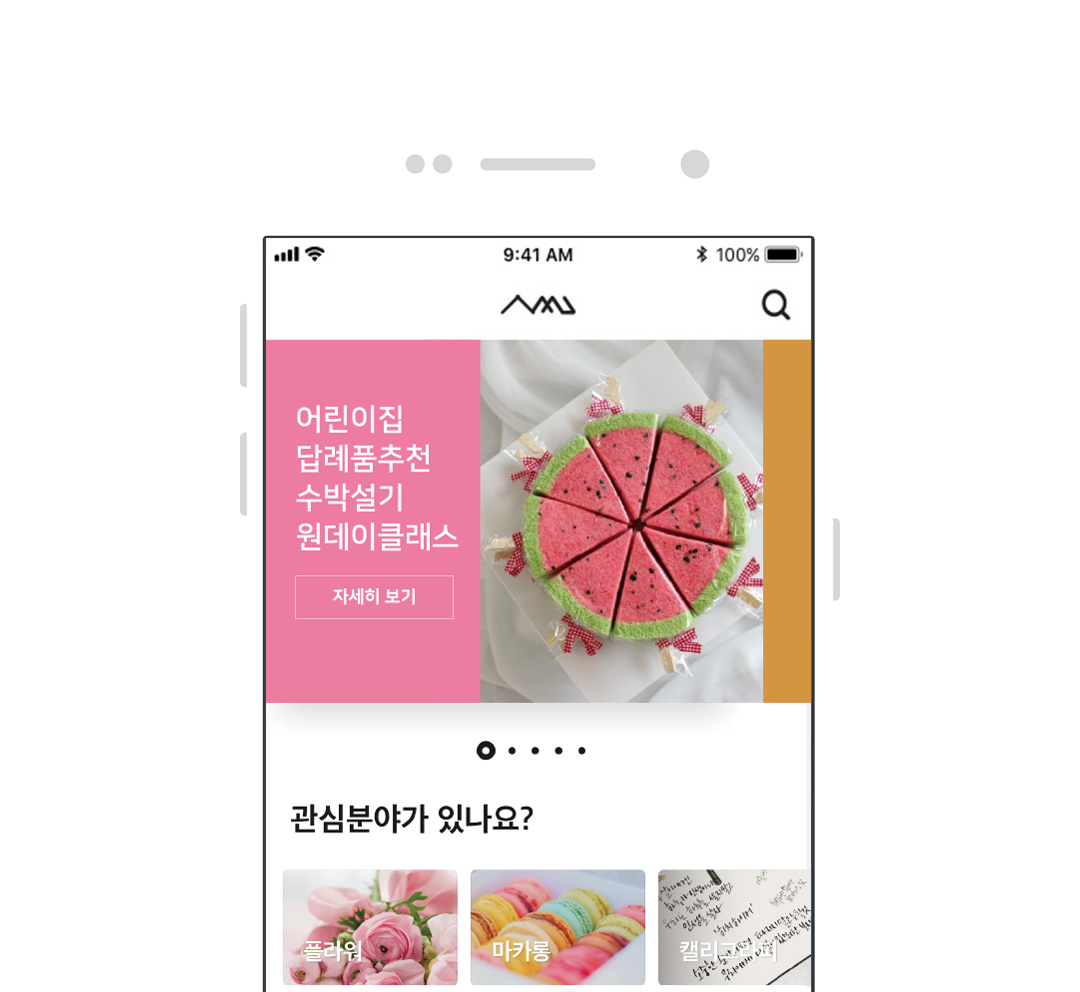 9:41 AM
100%
어린이집
답례품추천
수박설기
원데이클래스
자세히 보기
관심분야가 있나요?
플라워
마카롱
캘리그라피